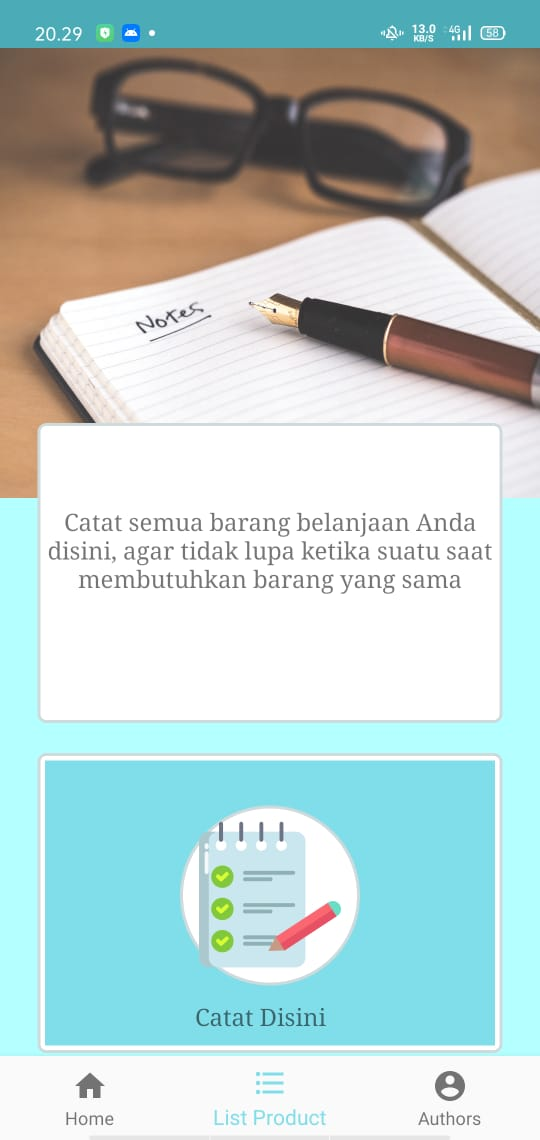 20.29
13.0
KB/S
4G
58
Notes
Catat semua barang belanjaan Anda
disini, agar tidak lupa ketika suatu saat
membutuhkan barang yang sama
Catat Disini
Home
List Product
Authors